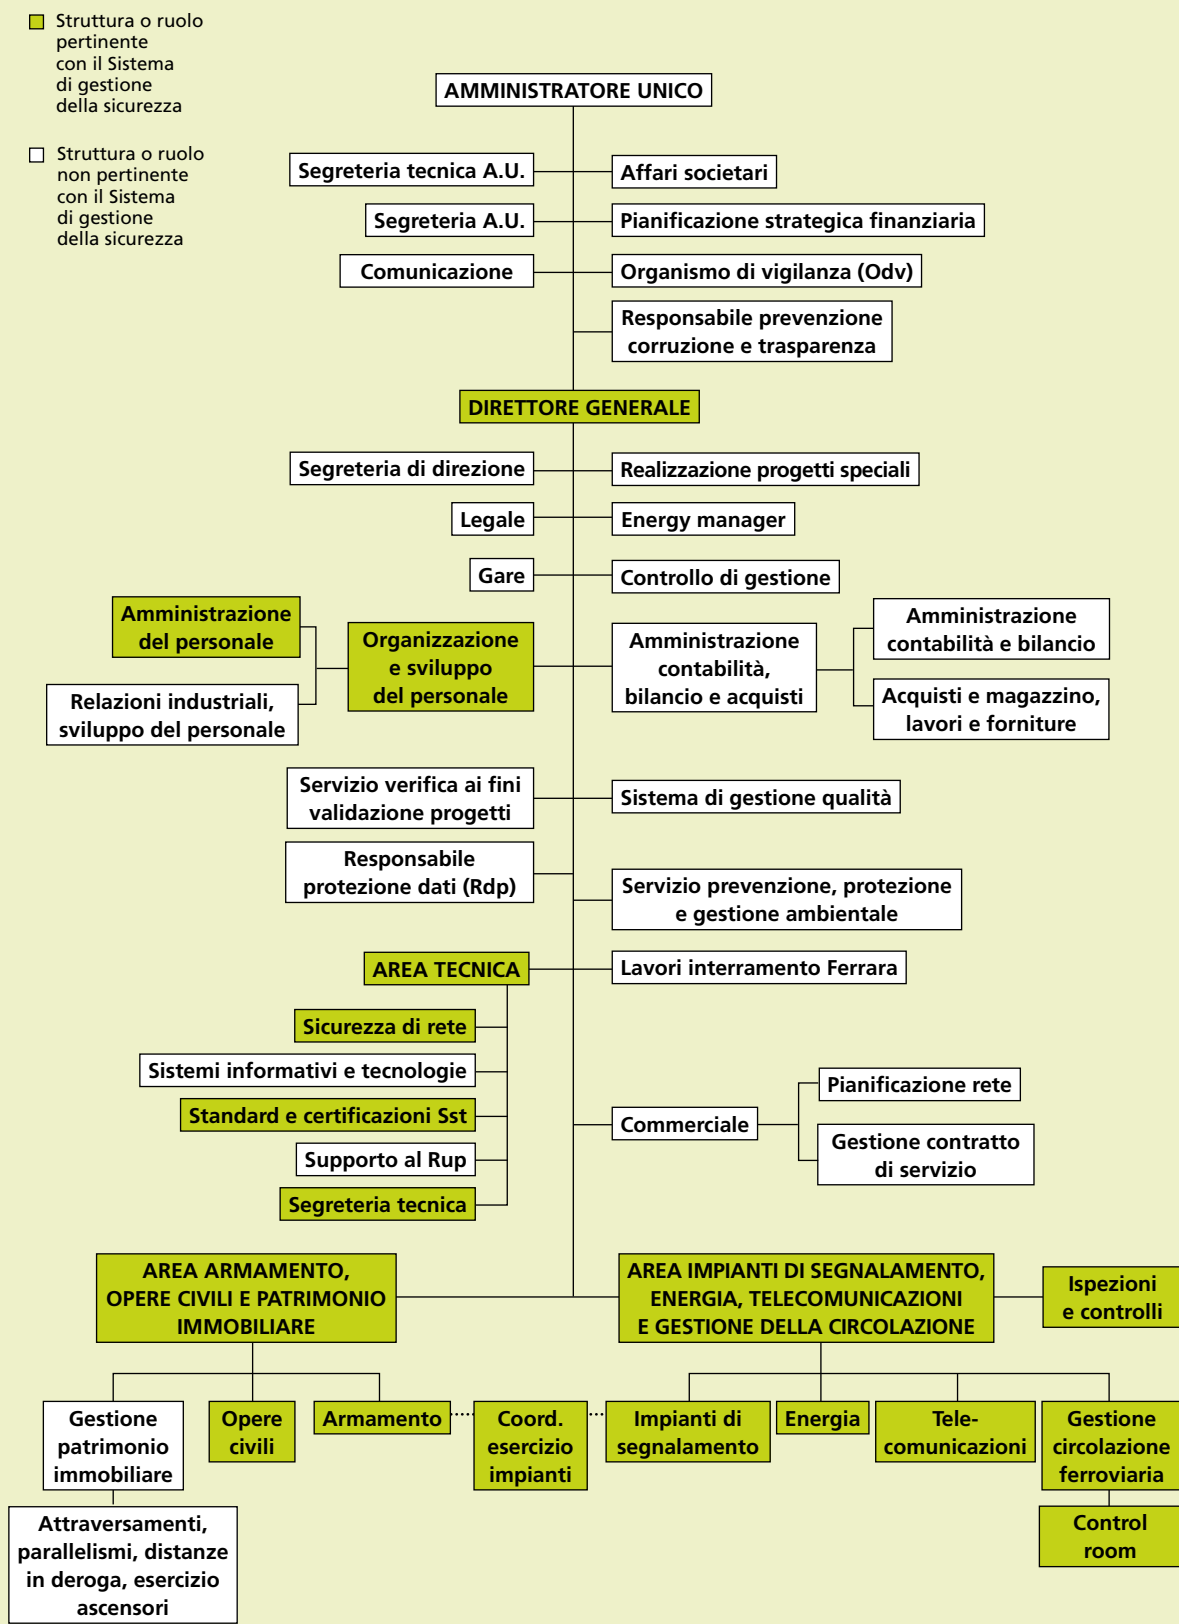 Struttura o ruolo
pertinente
con il Sistema
di gestione
della sicurezza
Struttura o ruolo
non pertinente
con il Sistema
di gestione
della sicurezza
AMMINISTRATORE UNICO
Segreteria tecnica A.U.
Affari societari
Segreteria A.U.
Pianificazione strategica finanziaria
Comunicazione
Organismo di vigilanza (Odv)
Responsabile prevenzione
corruzione e trasparenza
DIRETTORE GENERALE
Segreteria di direzione
Realizzazione progetti speciali
Legale
Energy manager
Gare
Controllo di gestione
Amministrazione
del personale
Relazioni industriali,
sviluppo del personale
Organizzazione
e sviluppo
del personale
Amministrazione
contabilità,
bilancio e acquisti
Amministrazione
contabilità e bilancio
Acquisti e magazzino,
lavori e forniture
Servizio verifica ai fini
validazione progetti
Sistema di gestione qualità
Responsabile
protezione dati (Rdp)
Servizio prevenzione, protezione
e gestione ambientale
AREA TECNICA
Lavori interramento Ferrara
Sicurezza di rete
Sistemi informativi e tecnologie
Standard e certificazioni Sst
Supporto al Rup
Segreteria tecnica
Commerciale
Pianificazione rete
Gestione contratto
di servizio
AREA ARMAMENTO,
OPERE CIVILI E PATRIMONIO
IMMOBILIARE
AREA IMPIANTI DI SEGNALAMENTO,
ENERGIA, TELECOMUNICAZIONI
E GESTIONE DELLA CIRCOLAZIONE
Ispezioni
e controlli
Gestione
patrimonio
immobiliare
Opere
civili
Armamento
Coord.
esercizio
impianti
Impianti di
segnalamento
Energia
Tele-
comunicazioni
Gestione
circolazione
ferroviaria
Attraversamenti,
parallelismi, distanze
in deroga, esercizio
ascensori
Control
room